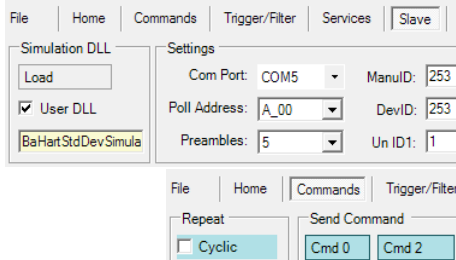 File Home Commands Trigger/Filter Services Slave
Simulation DLL Settings
Load Com Port: COM5 ManuID: 253
User DLL Poll Address: A_00 DevID: 253
BaHartStdDevSimula Preambles: 5 Un ID1: 1
File Home Commands Trigger/Filter
Repeat Send Command
Cyclic Cmd 0 Cmd 2